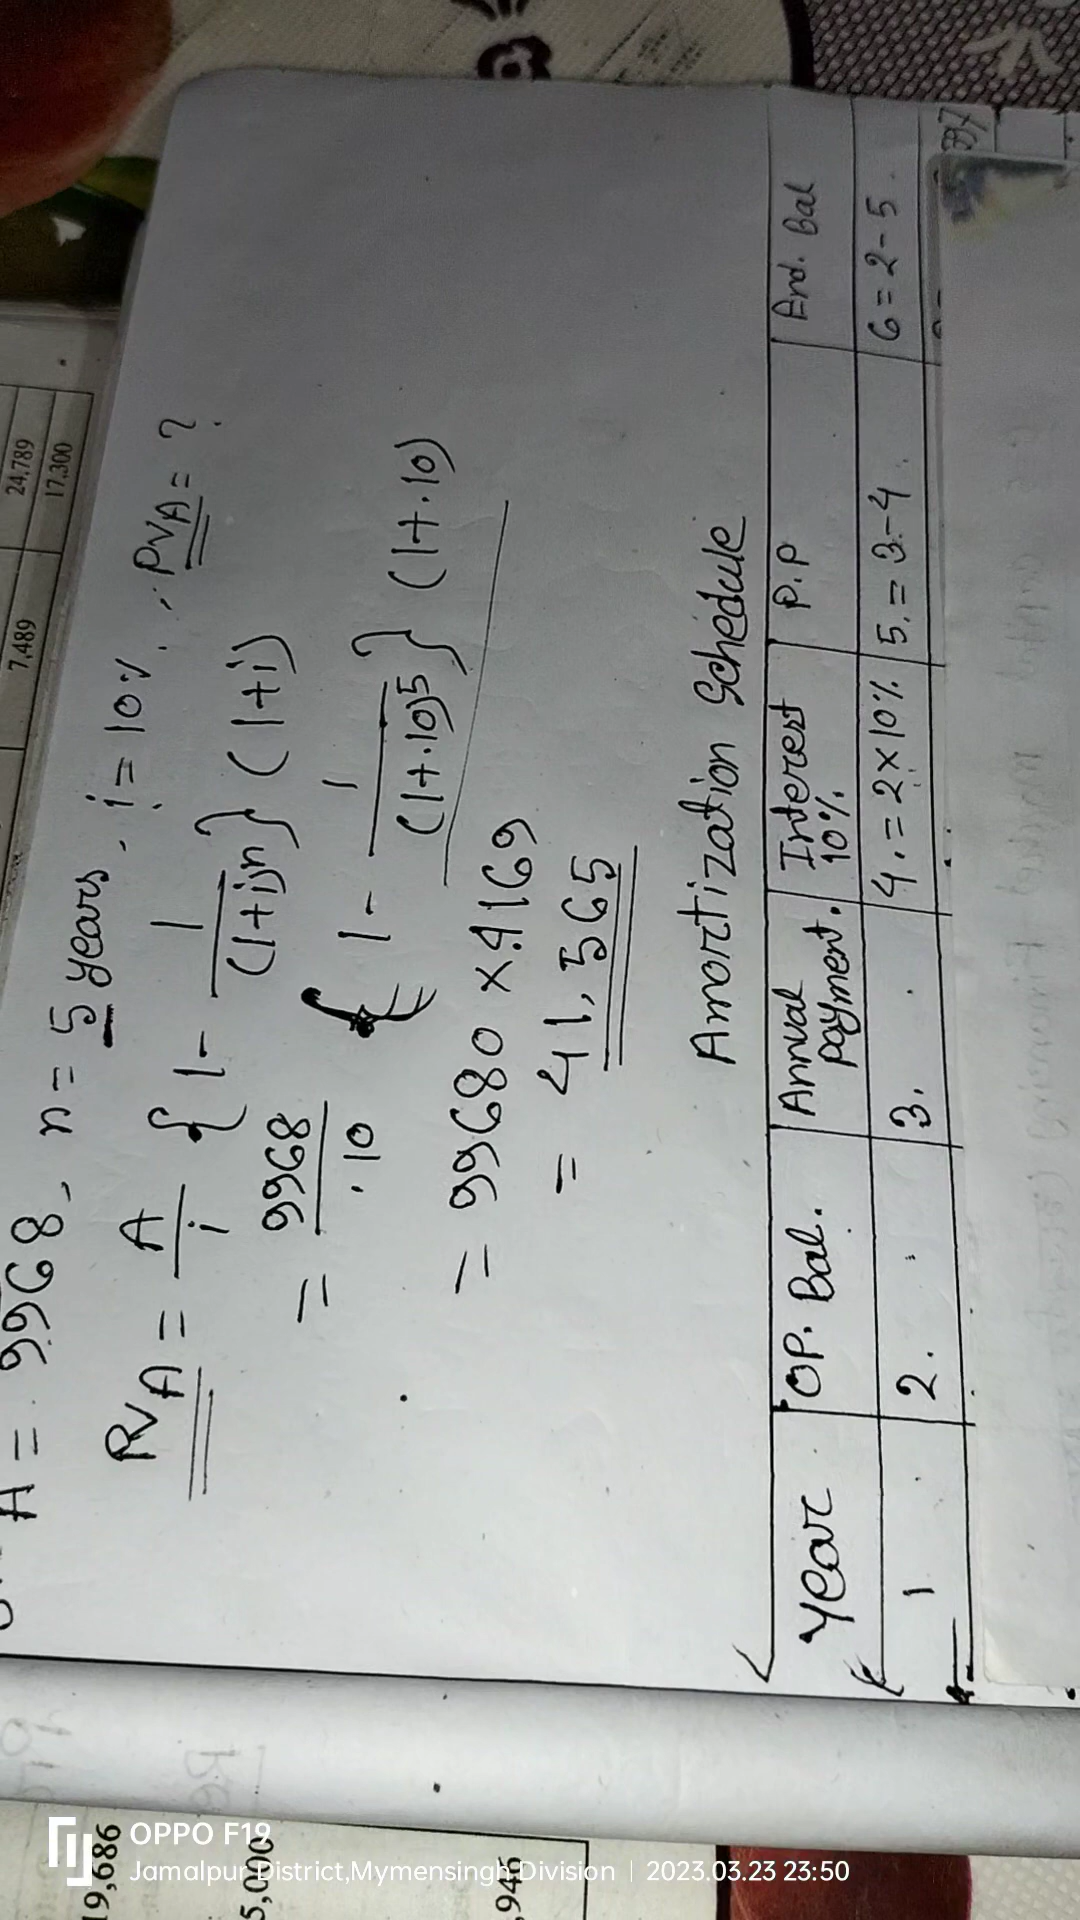 7.489 24.789
17.300
A = 9968, n = 5 years, i = 10%, PVA = ?
PVA = A/i { 1 - 1/(1+i)n } (1+i)
= 9968/.10 { 1 - 1/(1+.10)5 } (1+.10)
= 99680 x .4169
= 41,565
Amortization Schedule
Year OP. Bal. Annual Payment. Interest 10% P.P End. Bal
1 2. 3. 4. = 2 x 10% 5. = 3 - 4. 6 = 2 - 5.
19,686
5,000
,946
OPPO F19
Jamalpur District,Mymensingh Division | 2023.03.23 23:50